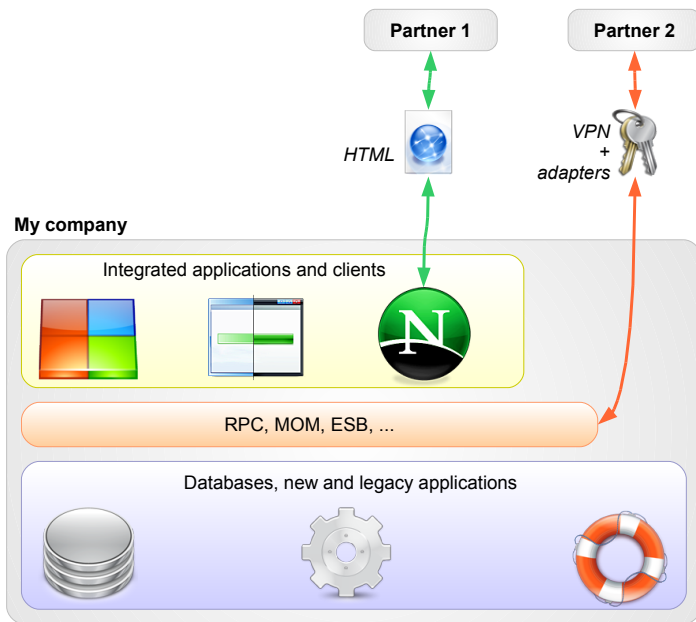 Partner 1
Partner 2
HTML
VPN
+
adapters
My company
Integrated applications and clients
N
RPC, MOM, ESB, ...
Databases, new and legacy applications